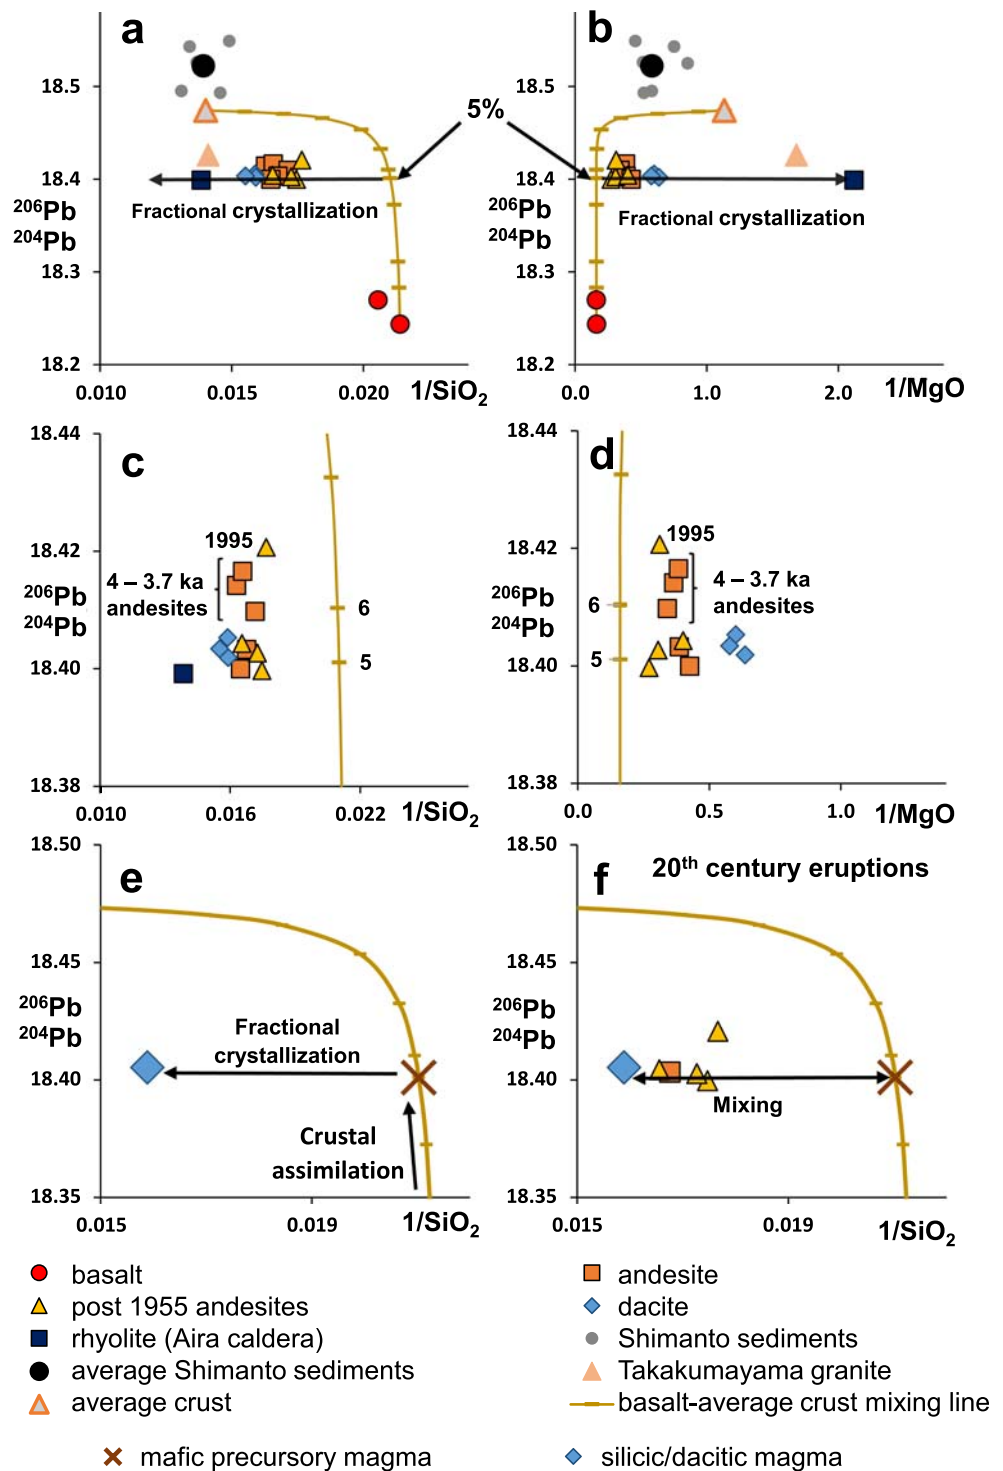 a
18.5
18.4
18.3
18.2
206Pb
204Pb
Fractional crystallization
5%
0.010
0.015
0.020
1/SiO2
b
18.5
18.4
18.3
18.2
206Pb
204Pb
Fractional crystallization
0.0
1.0
2.0
1/MgO
c
18.44
18.42
18.40
18.38
206Pb
204Pb
1995
4 – 3.7 ka
andesites
6
5
0.010
0.016
0.022
1/SiO2
d
18.44
18.42
18.40
18.38
206Pb
204Pb
1995
4 – 3.7 ka
andesites
6
5
0.0
0.5
1.0
1/MgO
e
18.50
18.45
18.40
18.35
206Pb
204Pb
Fractional
crystallization
Crustal
assimilation
0.015
0.019
1/SiO2
f
20th century eruptions
18.50
18.45
18.40
18.35
206Pb
204Pb
Mixing
0.015
0.019
1/SiO2
basalt
post 1955 andesites
rhyolite (Aira caldera)
average Shimanto sediments
average crust
andesite
dacite
Shimanto sediments
Takakumayama granite
basalt-average crust mixing line
mafic precursory magma
silicic/dacitic magma